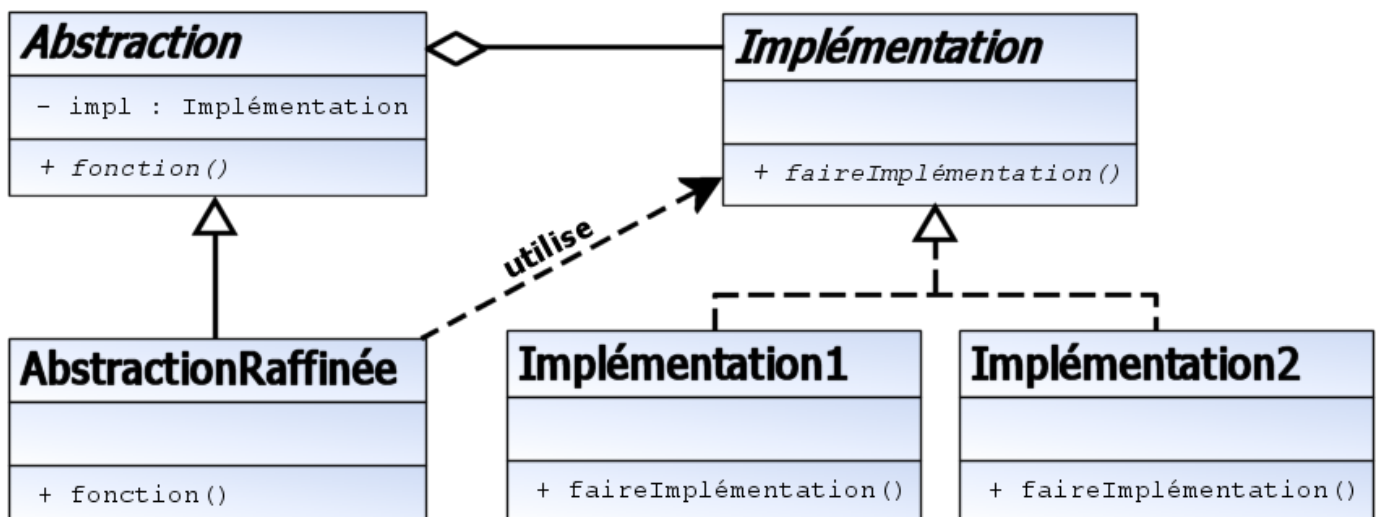 Abstraction
- impl : Implémentation
+ fonction()
Implémentation
+ faireImplémentation()
utilise
AbstractionRaffinée
+ fonction()
Implémentation1
+ faireImplémentation()
Implémentation2
+ faireImplémentation()